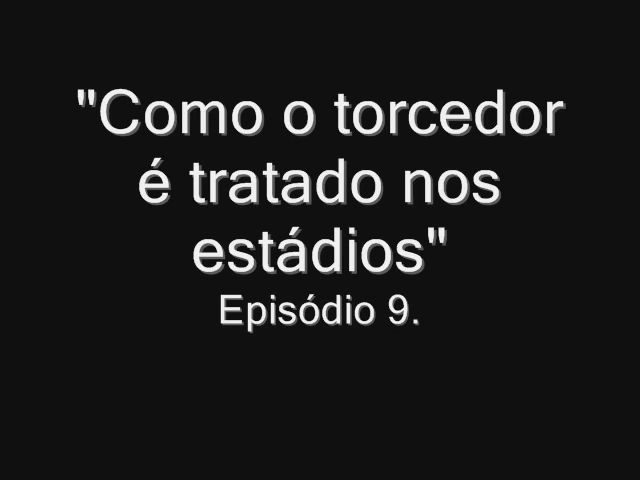 "Como o torcedor
é tratado nos
estádios"
Episódio 9.